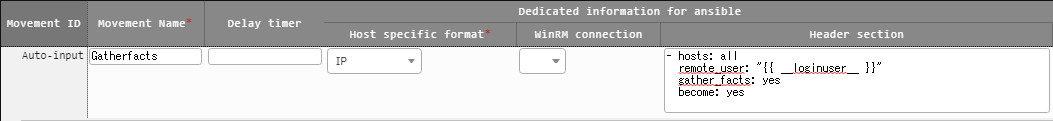 Movement ID Movement Name* Delay timer Dedicated information for ansible
Host specific format* WinRM connection Header section
Auto-input Gatherfacts IP
- hosts: all
remote_user: "{{ __loginuser__ }}"
gather_facts: yes
become: yes